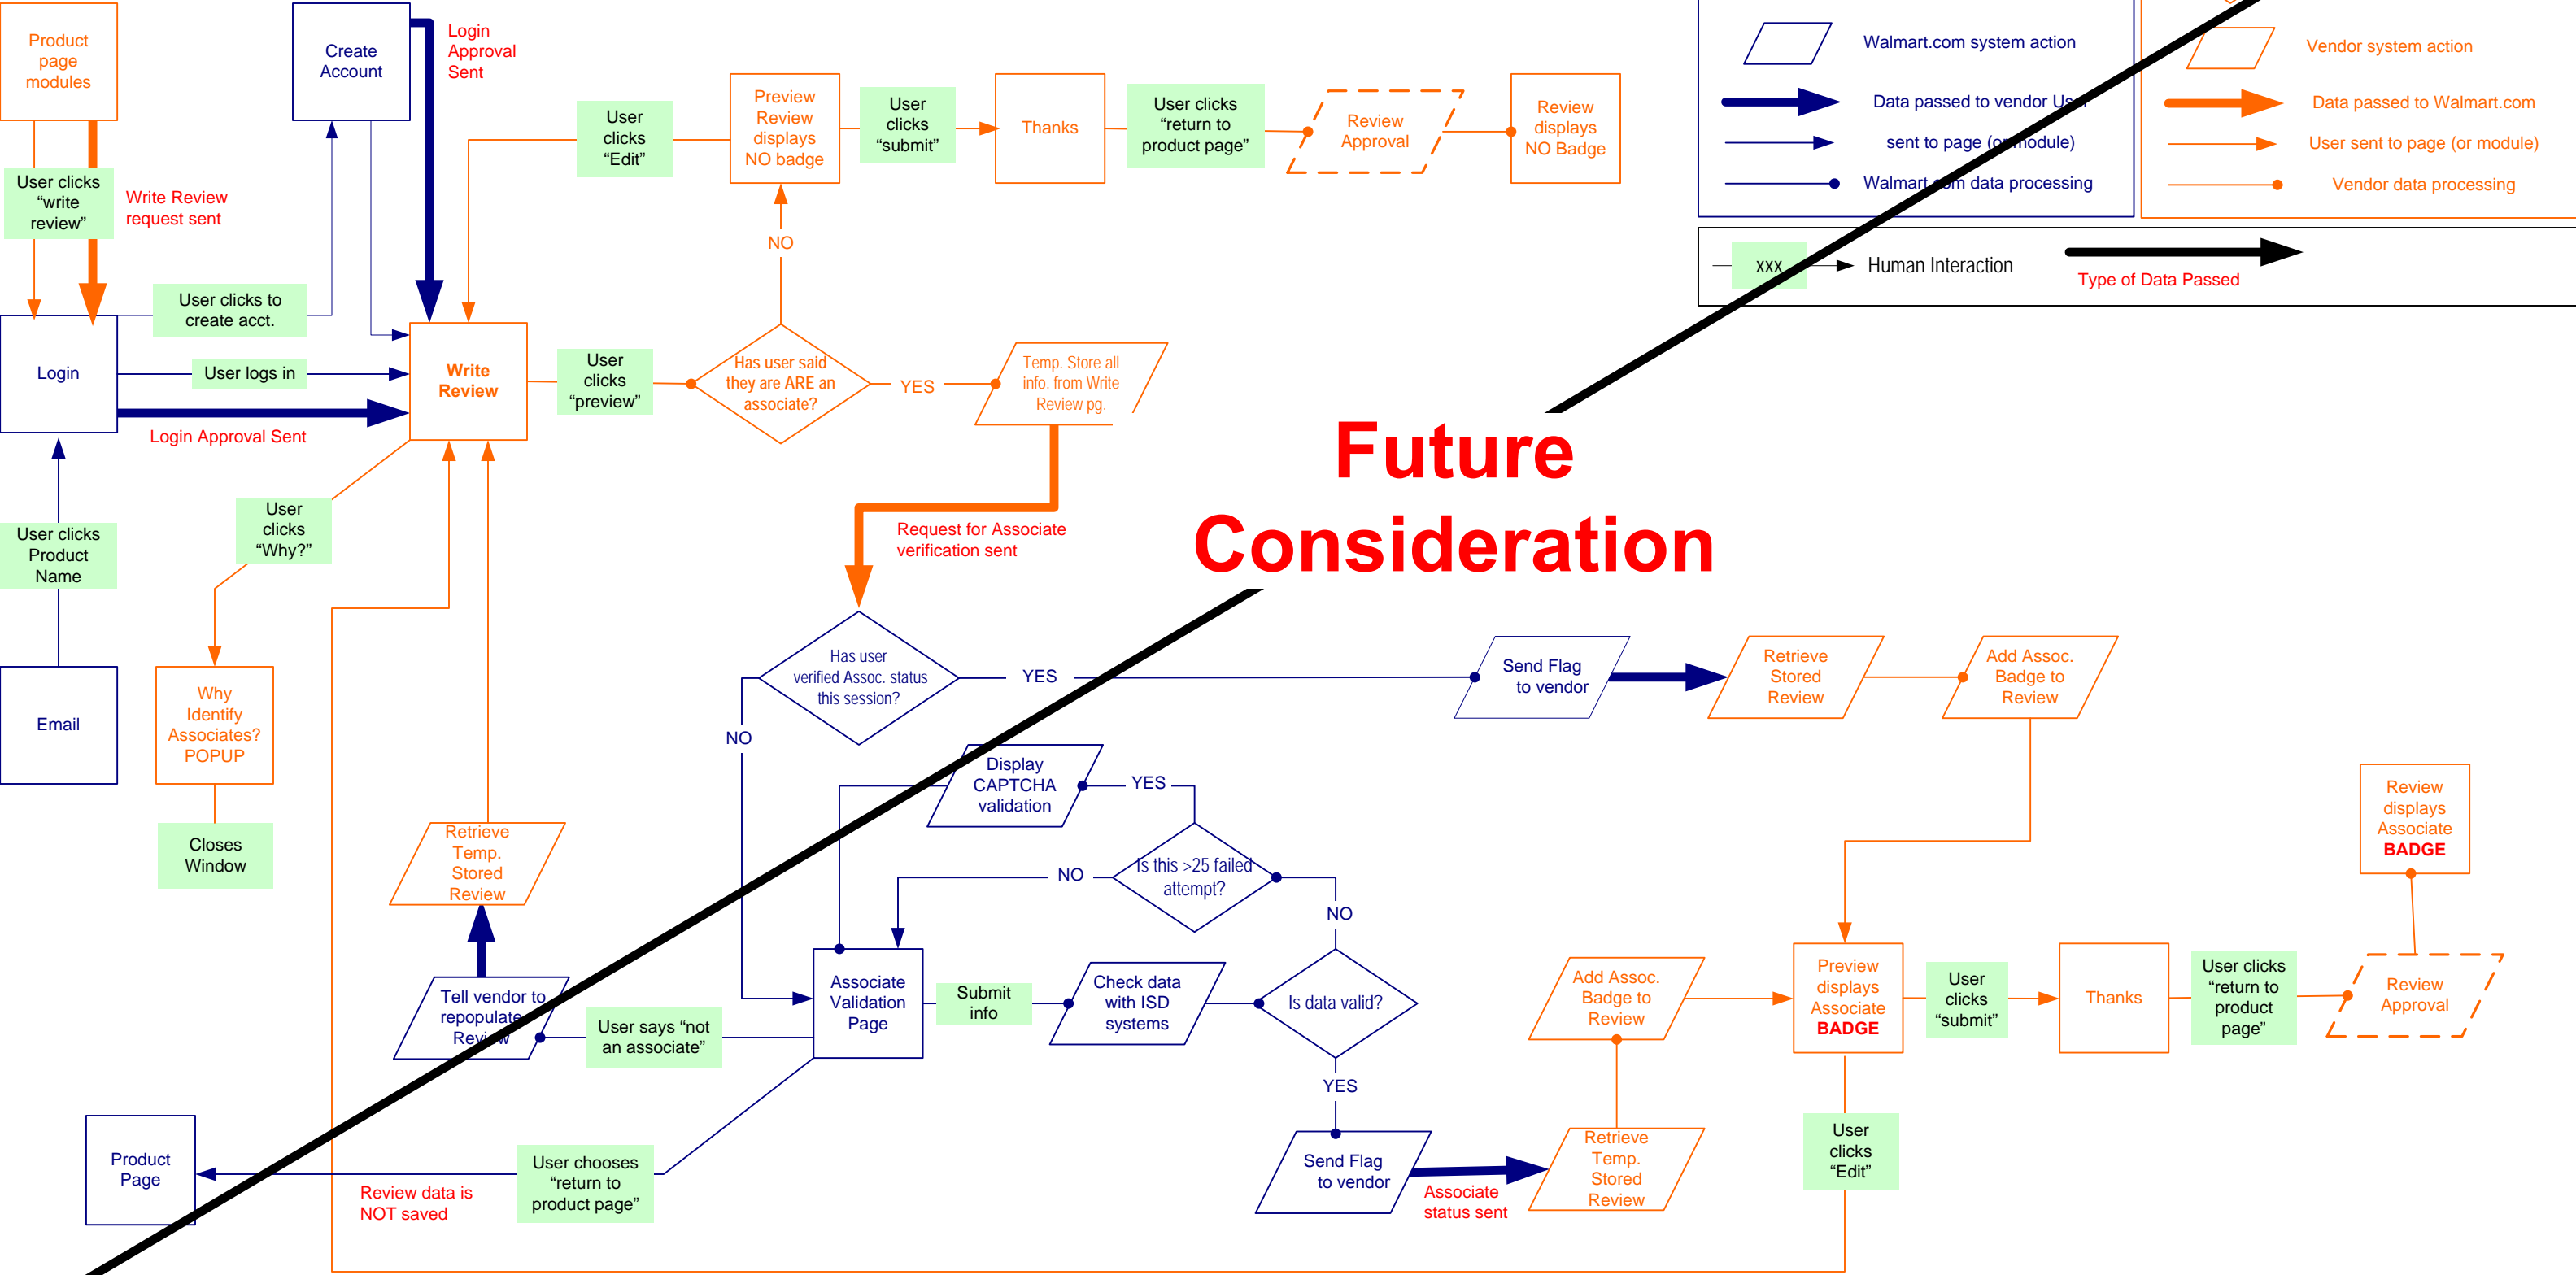 Product
page
modules
Create
Account
Login
Approval
Sent
Walmart.com system action
Vendor system action
Data passed to vendor User
Data passed to Walmart.com
sent to page (or module)
User sent to page (or module)
Walmart.com data processing
Vendor data processing
xxx
Human Interaction
Type of Data Passed
User clicks
“write
review”
Write Review
request sent
User
clicks
“Edit”
Preview
Review
displays
NO badge
User
clicks
“submit”
Thanks
User clicks
“return to
product page”
Review
Approval
Review
displays
NO Badge
NO
User clicks to
create acct.
Login
User logs in
Login Approval Sent
Write
Review
User
clicks
“preview”
Has user said
they are ARE an
associate?
YES
Temp. Store all
info. from Write
Review pg.
Future
Consideration
User clicks
Product
Name
User
clicks
“Why?”
Request for Associate
verification sent
Email
Why
Identify
Associates?
POPUP
Closes
Window
Has user
verified Assoc. status
this session?
YES
NO
Send Flag
to vendor
Retrieve
Stored
Review
Add Assoc.
Badge to
Review
Display
CAPTCHA
validation
YES
Is this >25 failed
attempt?
NO
NO
Retrieve
Temp.
Stored
Review
Tell vendor to
repopulate
Review
User says “not
an associate”
Associate
Validation
Page
Submit
info
Check data
with ISD
systems
Is data valid?
YES
Add Assoc.
Badge to
Review
Preview
displays
Associate
BADGE
User
clicks
“submit”
Thanks
User clicks
“return to
product
page”
Review
Approval
Review
displays
Associate
BADGE
Product
Page
Review data is
NOT saved
User chooses
“return to
product page”
Send Flag
to vendor
Associate
status sent
Retrieve
Temp.
Stored
Review
User
clicks
“Edit”